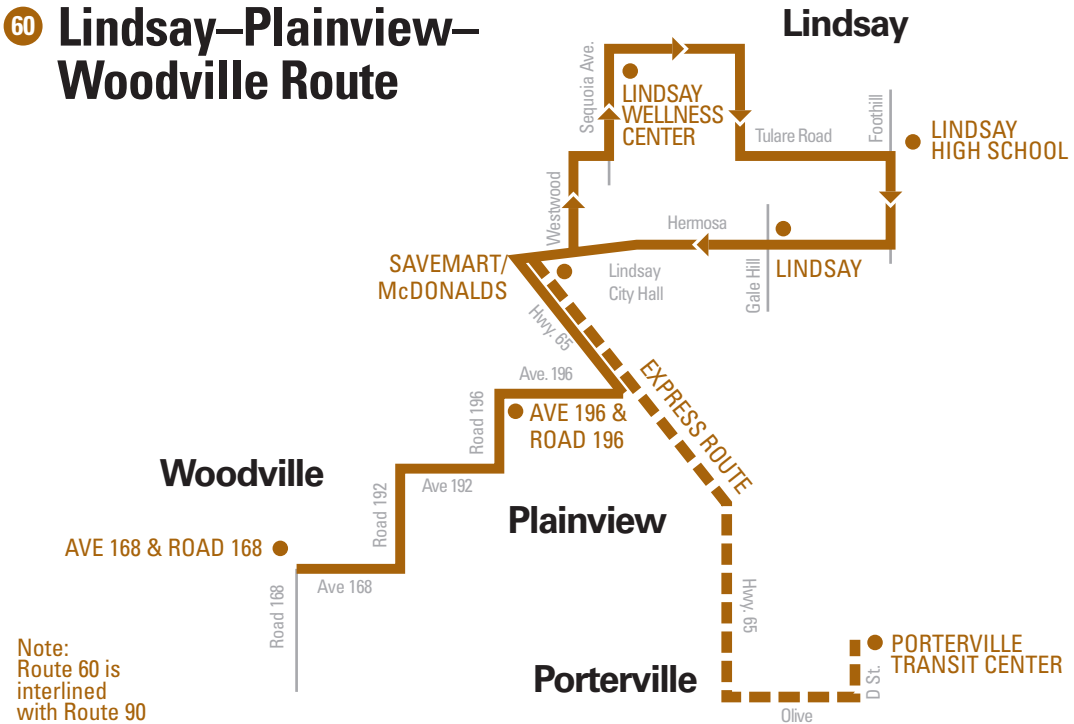 60 Lindsay–Plainview–
Woodville Route
Lindsay
Sequoia Ave.
LINDSAY
WELLNESS
CENTER
Tulare Road
Foothill
LINDSAY
HIGH SCHOOL
Westwood
Hermosa
SAVEMART/
McDONALDS
Lindsay
City Hall
Gale Hill
LINDSAY
Hwy. 65
EXPRESS ROUTE
Ave. 196
Road 196
AVE 196 &
ROAD 196
Woodville
Road 192
Ave 192
Plainview
AVE 168 & ROAD 168
Ave 168
Road 168
Hwy. 65
Note:
Route 60 is
interlined
with Route 90
Porterville
D St.
PORTERVILLE
TRANSIT CENTER
Olive